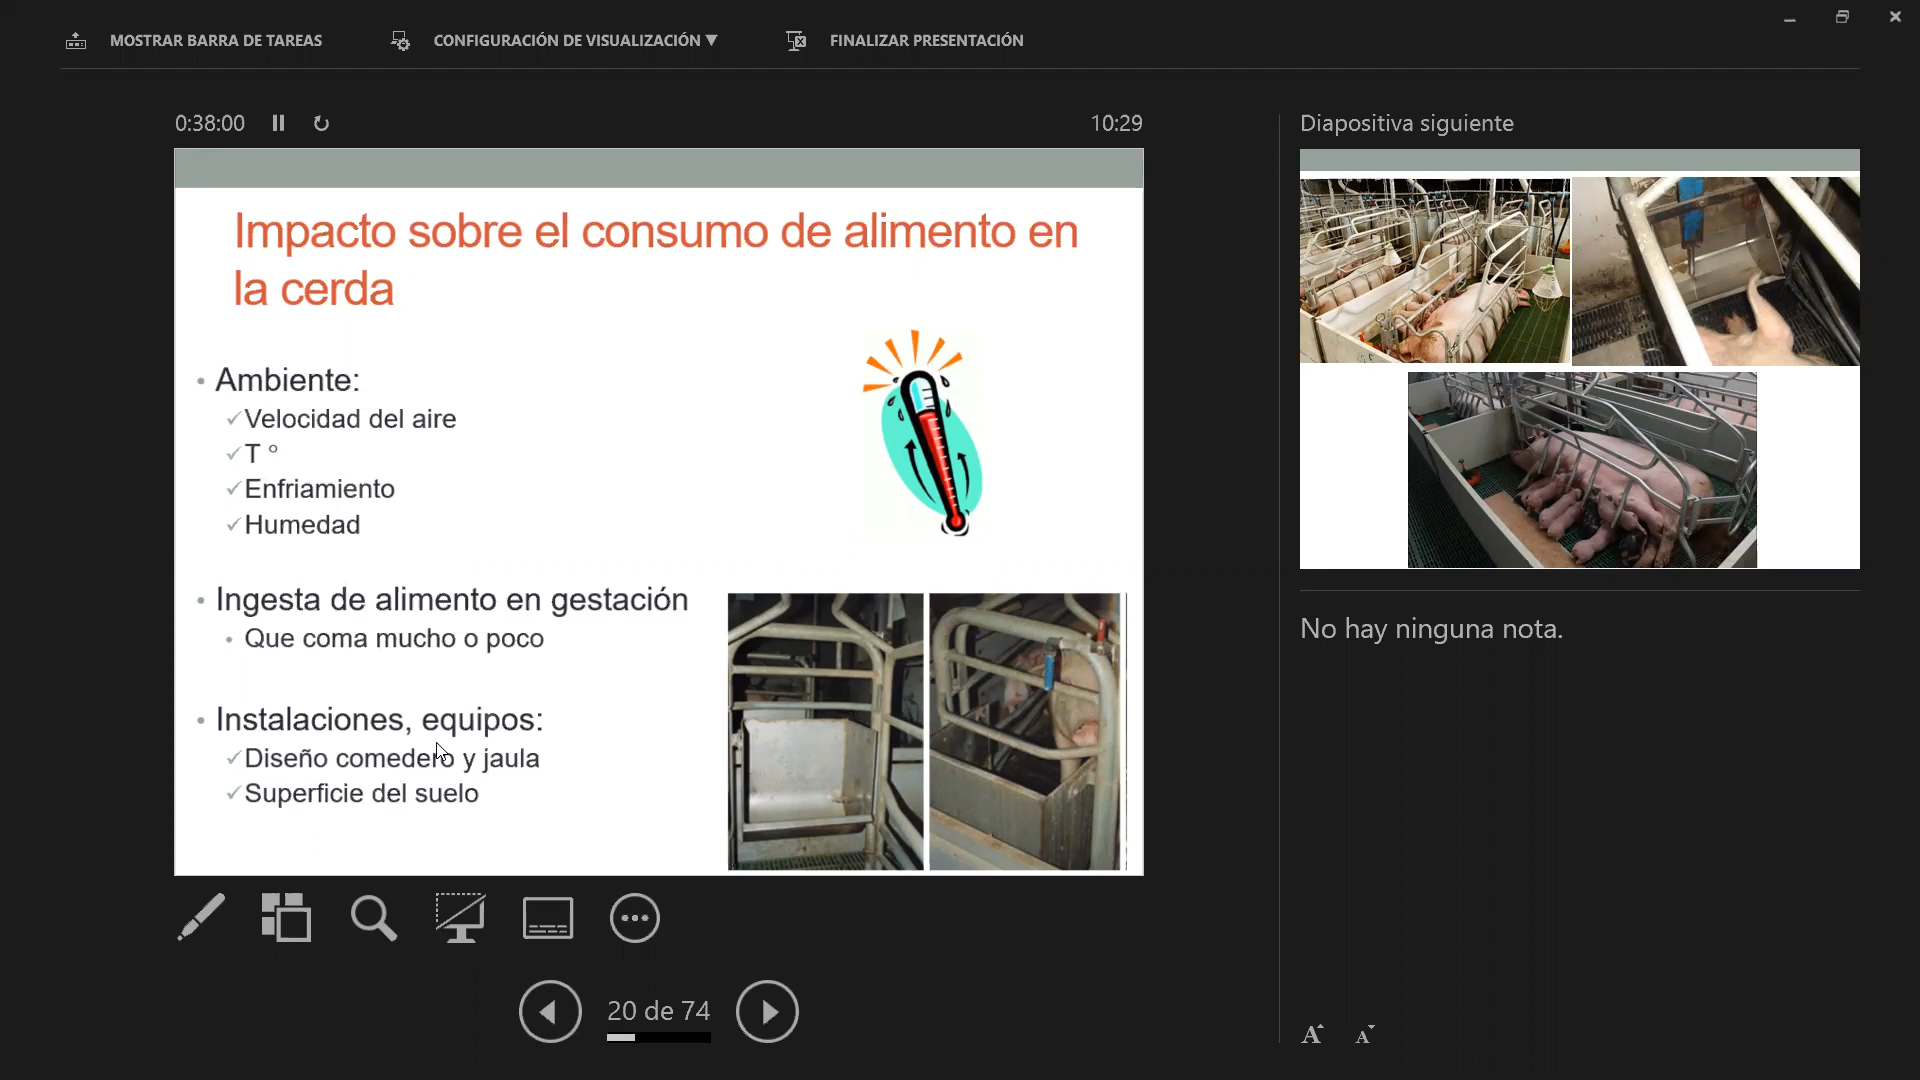 MOSTRAR BARRA DE TAREAS
CONFIGURACIÓN DE VISUALIZACIÓN ▼
FINALIZAR PRESENTACIÓN
0:38:00
10:29
Impacto sobre el consumo de alimento en
la cerda
• Ambiente:
✓Velocidad del aire
✓T °
✓Enfriamiento
✓Humedad
• Ingesta de alimento en gestación
• Que coma mucho o poco
• Instalaciones, equipos:
✓Diseño comedero y jaula
✓Superficie del suelo
20 de 74
Diapositiva siguiente
No hay ninguna nota.
A A